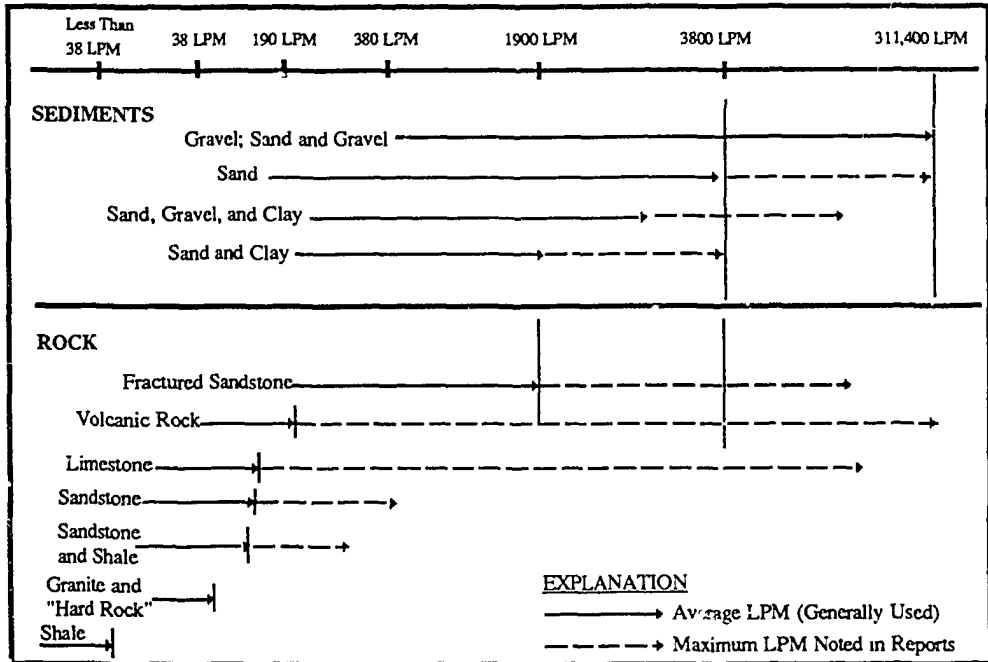 Less Than
38 LPM 38 LPM 190 LPM 380 LPM 1900 LPM 3800 LPM 311,400 LPM
SEDIMENTS
Gravel; Sand and Gravel
Sand
Sand, Gravel, and Clay
Sand and Clay
ROCK
Fractured Sandstone
Volcanic Rock
Limestone
Sandstone
Sandstone
and Shale
Granite and
"Hard Rock"
Shale
EXPLANATION
Average LPM (Generally Used)
Maximum LPM Noted in Reports